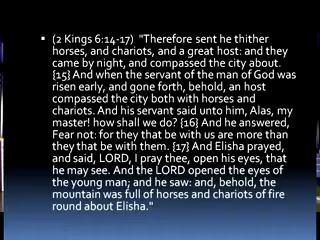 ▪ (2 Kings 6:14-17)  "Therefore sent he thither
horses, and chariots, and a great host: and they
came by night, and compassed the city about.
{15} And when the servant of the man of God was
risen early, and gone forth, behold, an host
compassed the city both with horses and
chariots. And his servant said unto him, Alas, my
master! how shall we do? {16} And he answered,
Fear not: for they that be with us are more than
they that be with them. {17} And Elisha prayed,
and said, LORD, I pray thee, open his eyes, that
he may see. And the LORD opened the eyes of
the young man; and he saw: and, behold, the
mountain was full of horses and chariots of fire
round about Elisha."